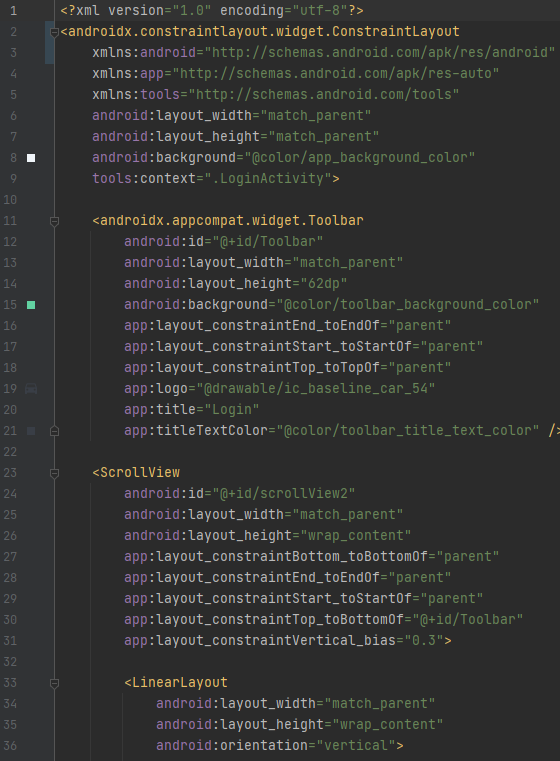 1 <?xml version="1.0" encoding="utf-8"?>
2 <androidx.constraintlayout.widget.ConstraintLayout
3     xmlns:android="http://schemas.android.com/apk/res/android"
4     xmlns:app="http://schemas.android.com/apk/res-auto"
5     xmlns:tools="http://schemas.android.com/tools"
6     android:layout_width="match_parent"
7     android:layout_height="match_parent"
8     android:background="@color/app_background_color"
9     tools:context=".LoginActivity">
10
11     <androidx.appcompat.widget.Toolbar
12         android:id="@+id/Toolbar"
13         android:layout_width="match_parent"
14         android:layout_height="62dp"
15         android:background="@color/toolbar_background_color"
16         app:layout_constraintEnd_toEndOf="parent"
17         app:layout_constraintStart_toStartOf="parent"
18         app:layout_constraintTop_toTopOf="parent"
19         app:logo="@drawable/ic_baseline_car_54"
20         app:title="Login"
21         app:titleTextColor="@color/toolbar_title_text_color" />
22
23     <ScrollView
24         android:id="@+id/scrollView2"
25         android:layout_width="match_parent"
26         android:layout_height="wrap_content"
27         app:layout_constraintBottom_toBottomOf="parent"
28         app:layout_constraintEnd_toEndOf="parent"
29         app:layout_constraintStart_toStartOf="parent"
30         app:layout_constraintTop_toBottomOf="@+id/Toolbar"
31         app:layout_constraintVertical_bias="0.3">
32
33         <LinearLayout
34             android:layout_width="match_parent"
35             android:layout_height="wrap_content"
36             android:orientation="vertical">